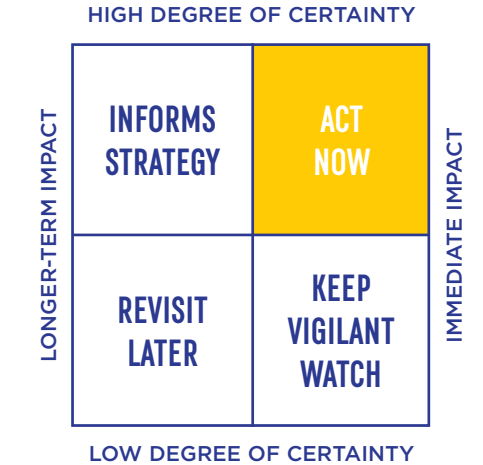 HIGH DEGREE OF CERTAINTY
LONGER-TERM IMPACT
INFORMS
STRATEGY
ACT
NOW
IMMEDIATE IMPACT
REVISIT
LATER
KEEP
VIGILANT
WATCH
LOW DEGREE OF CERTAINTY